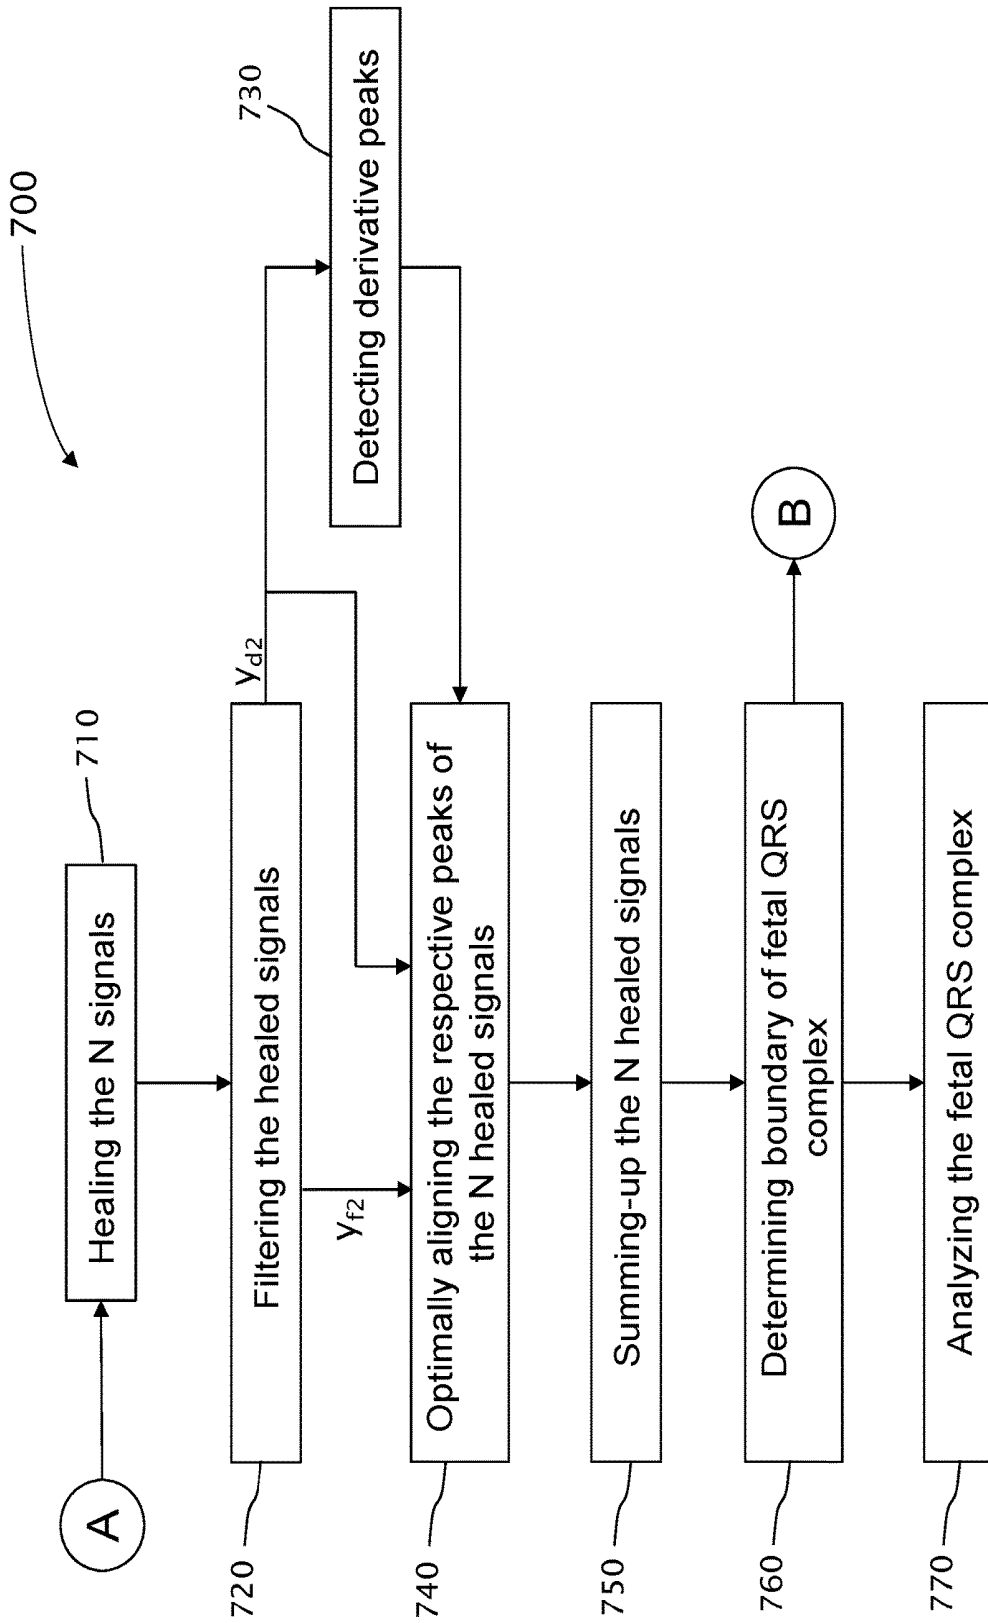 700
A
Healing the N signals
710
720
Filtering the healed signals
y_d2
730
Detecting derivative peaks
y_f2
740
Optimally aligning the respective peaks of
the N healed signals
750
Summing-up the N healed signals
760
Determining boundary of fetal QRS
complex
B
770
Analyzing the fetal QRS complex